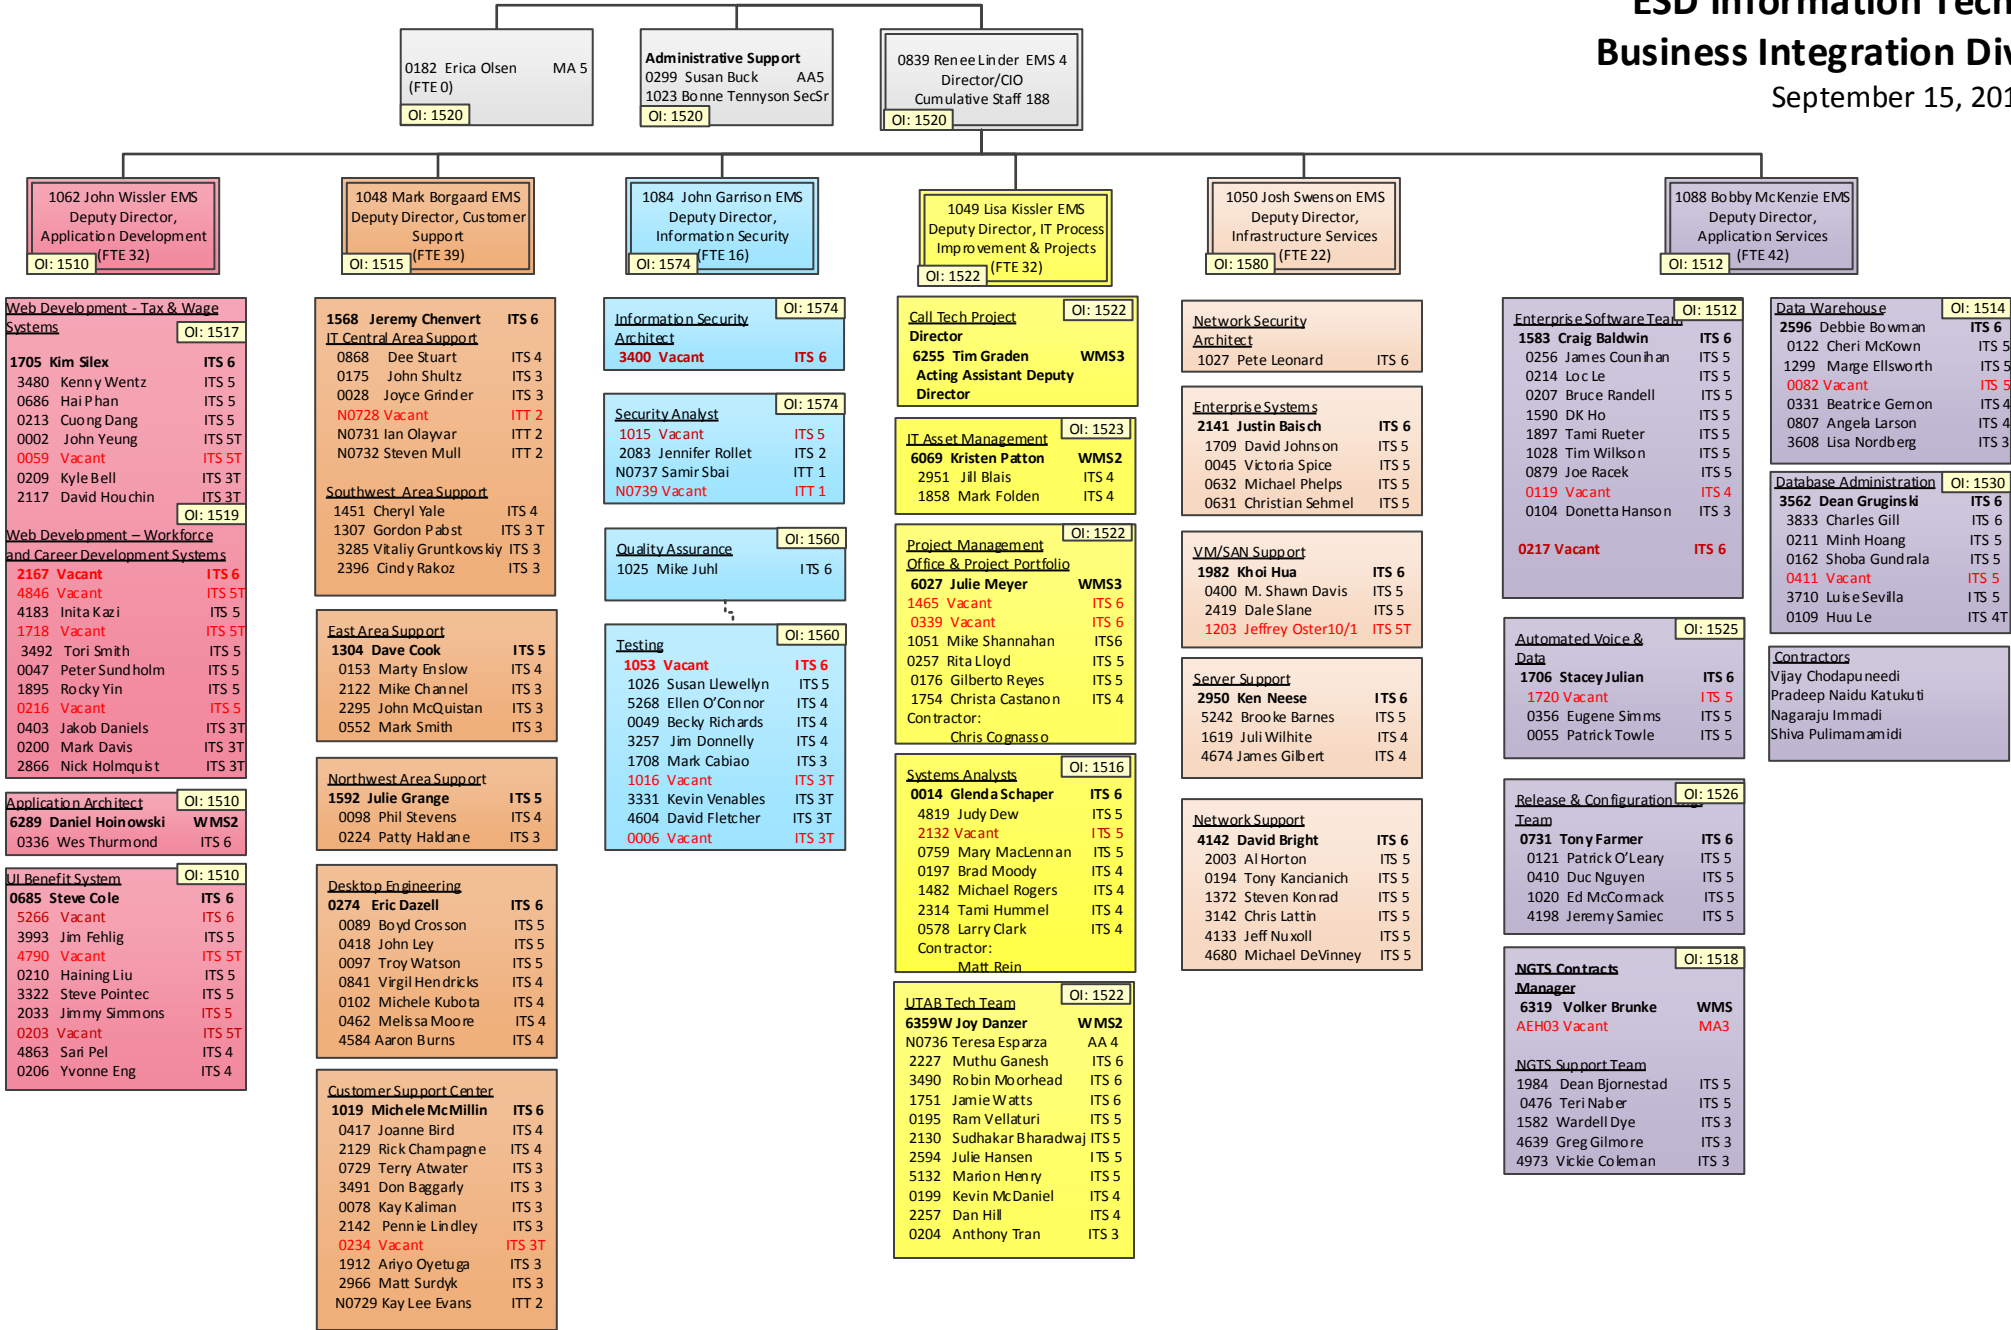 ESD Information Tech
Business Integration Div
September 15, 201
0182 Erica Olsen MA 5
(FTE 0)
OI: 1520
Administrative Support
0299 Susan Buck AA5
1023 Bonne Tennyson SecSr
OI: 1520
0839 Renee Linder EMS 4
Director/CIO
Cumulative Staff 188
OI: 1520
1062 John Wissler EMS
Deputy Director,
Application Development
(FTE 32)
OI: 1510
1048 Mark Borgaard EMS
Deputy Director, Customer
Support
(FTE 39)
OI: 1515
1084 John Garrison EMS
Deputy Director,
Information Security
(FTE 16)
OI: 1574
1049 Lisa Kissler EMS
Deputy Director, IT Process
Improvement & Projects
(FTE 32)
OI: 1522
1050 Josh Swenson EMS
Deputy Director,
Infrastructure Services
(FTE 22)
OI: 1580
1088 Bobby McKenzie EMS
Deputy Director,
Application Services
(FTE 42)
OI: 1512
Web Development - Tax & Wage
Systems
OI: 1517
1705 Kim Silex ITS 6
3480 Kenny Wentz ITS 5
0686 Hai Phan ITS 5
0213 Cuong Dang ITS 5
0002 John Yeung ITS 5T
0059 Vacant ITS 5T
0209 Kyle Bell ITS 3T
2117 David Houchin ITS 3T
OI: 1519
Web Development – Workforce
and Career Development Systems
2167 Vacant ITS 6
4846 Vacant ITS 5T
4183 Inita Kazi ITS 5
1718 Vacant ITS 5T
3492 Tori Smith ITS 5
0047 Peter Sundholm ITS 5
1895 Rocky Yin ITS 5
0216 Vacant ITS 5
0403 Jakob Daniels ITS 3T
0200 Mark Davis ITS 3T
2866 Nick Holmquist ITS 3T
Application Architect OI: 1510
6289 Daniel Hoinowski WMS2
0336 Wes Thurmond ITS 6
UI Benefit System OI: 1510
0685 Steve Cole ITS 6
5266 Vacant ITS 6
3993 Jim Fehlig ITS 5
4790 Vacant ITS 5T
0210 Haining Liu ITS 5
3322 Steve Pointec ITS 5
2033 Jimmy Simmons ITS 5
0203 Vacant ITS 5T
4863 Sari Pel ITS 4
0206 Yvonne Eng ITS 4
1568 Jeremy Chenvert ITS 6
IT Central Area Support
0868 Dee Stuart ITS 4
0175 John Shultz ITS 3
0028 Joyce Grinder ITS 3
N0728 Vacant ITT 2
N0731 Ian Olayvar ITT 2
N0732 Steven Mull ITT 2
Southwest Area Support
1451 Cheryl Yale ITS 4
1307 Gordon Pabst ITS 3 T
3285 Vitaliy Gruntkovskiy ITS 3
2396 Cindy Rakoz ITS 3
East Area Support
1304 Dave Cook ITS 5
0153 Marty Enslow ITS 4
2122 Mike Channel ITS 3
2295 John McQuistan ITS 3
0552 Mark Smith ITS 3
Northwest Area Support
1592 Julie Grange ITS 5
0098 Phil Stevens ITS 4
0224 Patty Haldane ITS 3
Desktop Engineering
0274 Eric Dazell ITS 6
0089 Boyd Crosson ITS 5
0418 John Ley ITS 5
0097 Troy Watson ITS 5
0841 Virgil Hendricks ITS 4
0102 Michele Kubota ITS 4
0462 Melissa Moore ITS 4
4584 Aaron Burns ITS 4
Customer Support Center
1019 Michele McMillin ITS 6
0417 Joanne Bird ITS 4
2129 Rick Champagne ITS 4
0729 Terry Atwater ITS 3
3491 Don Baggarly ITS 3
0078 Kay Kaliman ITS 3
2142 Pennie Lindley ITS 3
0234 Vacant ITS 3T
1912 Ariyo Oyetuga ITS 3
2966 Matt Surdyk ITS 3
N0729 Kay Lee Evans ITT 2
Information Security OI: 1574
Architect
3400 Vacant ITS 6
Security Analyst OI: 1574
1015 Vacant ITS 5
2083 Jennifer Rollet ITS 2
N0737 Samir Sbai ITT 1
N0739 Vacant ITT 1
Quality Assurance OI: 1560
1025 Mike Juhl ITS 6
Testing OI: 1560
1053 Vacant ITS 6
1026 Susan Llewellyn ITS 5
5268 Ellen O'Connor ITS 4
0049 Becky Richards ITS 4
3257 Jim Donnelly ITS 4
1708 Mark Cabiao ITS 3
1016 Vacant ITS 3T
3331 Kevin Venables ITS 3T
4604 David Fletcher ITS 3T
0006 Vacant ITS 3T
Call Tech Project OI: 1522
Director
6255 Tim Graden WMS3
Acting Assistant Deputy
Director
IT Asset Management OI: 1523
6069 Kristen Patton WMS2
2951 Jill Blais ITS 4
1858 Mark Folden ITS 4
Project Management OI: 1522
Office & Project Portfolio
6027 Julie Meyer WMS3
1465 Vacant ITS 6
0339 Vacant ITS 6
1051 Mike Shannahan ITS6
0257 Rita Lloyd ITS 5
0176 Gilberto Reyes ITS 5
1754 Christa Castanon ITS 4
Contractor:
Chris Cognasso
Systems Analysts OI: 1516
0014 Glenda Schaper ITS 6
4819 Judy Dew ITS 5
2132 Vacant ITS 5
0759 Mary MacLennan ITS 5
0197 Brad Moody ITS 4
1482 Michael Rogers ITS 4
2314 Tami Hummel ITS 4
0578 Larry Clark ITS 4
Contractor:
Matt Rein
UTAB Tech Team OI: 1522
6359W Joy Danzer WMS2
N0736 Teresa Esparza AA 4
2227 Muthu Ganesh ITS 6
3490 Robin Moorhead ITS 6
1751 Jamie Watts ITS 6
0195 Ram Vellaturi ITS 5
2130 Sudhakar Bharadwaj ITS 5
2594 Julie Hansen ITS 5
5132 Marion Henry ITS 5
0199 Kevin McDaniel ITS 4
2257 Dan Hill ITS 4
0204 Anthony Tran ITS 3
Network Security
Architect
1027 Pete Leonard ITS 6
Enterprise Systems
2141 Justin Baisch ITS 6
1709 David Johnson ITS 5
0045 Victoria Spice ITS 5
0632 Michael Phelps ITS 5
0631 Christian Sehmel ITS 5
VM/SAN Support
1982 Khoi Hua ITS 6
0400 M. Shawn Davis ITS 5
2419 Dale Slane ITS 5
1203 Jeffrey Oster10/1 ITS 5T
Server Support
2950 Ken Neese ITS 6
5242 Brooke Barnes ITS 5
1619 Juli Wilhite ITS 4
4674 James Gilbert ITS 4
Network Support
4142 David Bright ITS 6
2003 Al Horton ITS 5
0194 Tony Kancianich ITS 5
1372 Steven Konrad ITS 5
3142 Chris Lattin ITS 5
4133 Jeff Nuxoll ITS 5
4680 Michael DeVinney ITS 5
Enterprise Software Team OI: 1512
1583 Craig Baldwin ITS 6
0256 James Counihan ITS 5
0214 Loc Le ITS 5
0207 Bruce Randell ITS 5
1590 DK Ho ITS 5
1897 Tami Rueter ITS 5
1028 Tim Wilkson ITS 5
0879 Joe Racek ITS 5
0119 Vacant ITS 4
0104 Donetta Hanson ITS 3
0217 Vacant ITS 6
Automated Voice & OI: 1525
Data
1706 Stacey Julian ITS 6
1720 Vacant ITS 5
0356 Eugene Simms ITS 5
0055 Patrick Towle ITS 5
Release & Configuration OI: 1526
Team
0731 Tony Farmer ITS 6
0121 Patrick O'Leary ITS 5
0410 Duc Nguyen ITS 5
1020 Ed McCormack ITS 5
4198 Jeremy Samiec ITS 5
NGTS Contracts OI: 1518
Manager
6319 Volker Brunke WMS
AEH03 Vacant MA3
NGTS Support Team
1984 Dean Bjornestad ITS 5
0476 Teri Naber ITS 5
1582 Wardell Dye ITS 3
4639 Greg Gilmore ITS 3
4973 Vickie Coleman ITS 3
Data Warehouse OI: 1514
2596 Debbie Bowman ITS 6
0122 Cheri McKown ITS 5
1299 Marge Ellsworth ITS 5
0082 Vacant ITS 5
0331 Beatrice Gernon ITS 4
0807 Angela Larson ITS 4
3608 Lisa Nordberg ITS 3
Database Administration OI: 1530
3562 Dean Gruginski ITS 6
3833 Charles Gill ITS 6
0211 Minh Hoang ITS 5
0162 Shoba Gundrala ITS 5
0411 Vacant ITS 5
3710 Luise Sevilla ITS 5
0109 Huu Le ITS 4T
Contractors
Vijay Chodapuneedi
Pradeep Naidu Katukuti
Nagaraju Immadi
Shiva Pulimamamidi